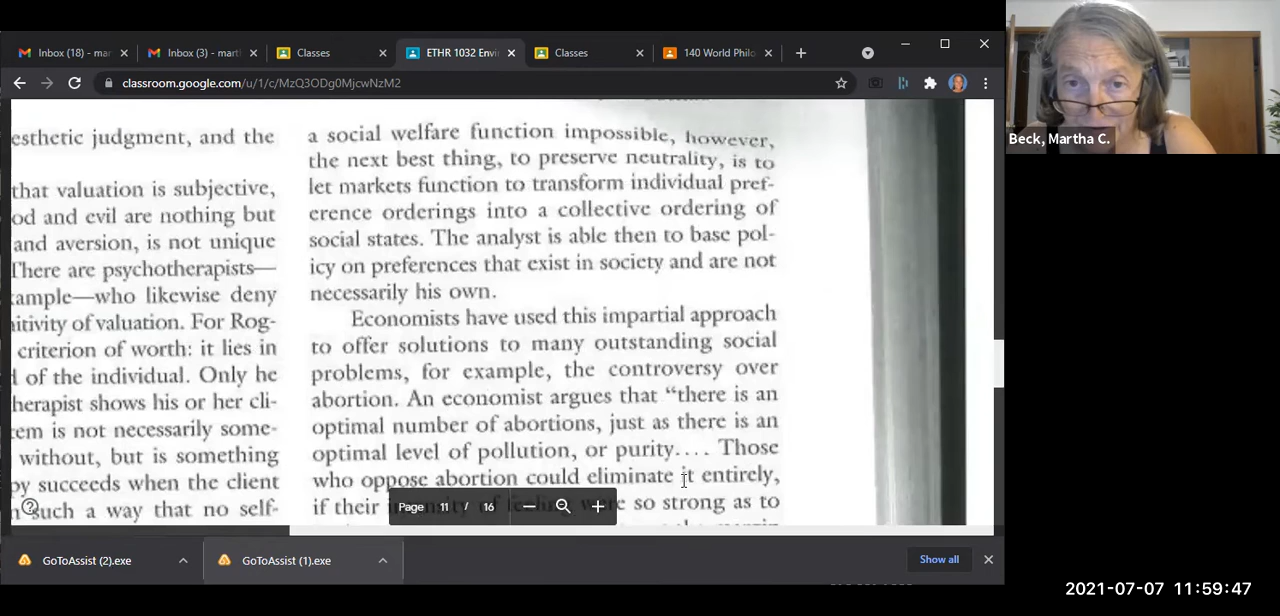 Inbox (18) - mar
Inbox (3) - mart
Classes
ETHR 1032 Envi
Classes
140 World Philo
classroom.google.com/u/1/c/MzQ3ODg0MjcwNzM2
Beck, Martha C.
esthetic judgment, and the
that valuation is subjective,
od and evil are nothing but
and aversion, is not unique
There are psychotherapists—
ample—who likewise deny
itivity of valuation. For Rog-
criterion of worth: it lies in
of the individual. Only he
herapist shows his or her cli-
em is not necessarily some-
without, but is something
py succeeds when the client
such a way that no self-
a social welfare function impossible, however,
the next best thing, to preserve neutrality, is to
let markets function to transform individual pref-
erence orderings into a collective ordering of
social states. The analyst is able then to base pol-
icy on preferences that exist in society and are not
necessarily his own.
Economists have used this impartial approach
to offer solutions to many outstanding social
problems, for example, the controversy over
abortion. An economist argues that “there is an
optimal number of abortions, just as there is an
optimal level of pollution, or purity.... Those
who oppose abortion could eliminate it entirely,
if their were so strong as to
Page 11 / 16
GoToAssist (2).exe
GoToAssist (1).exe
Show all
2021-07-07 11:59:47